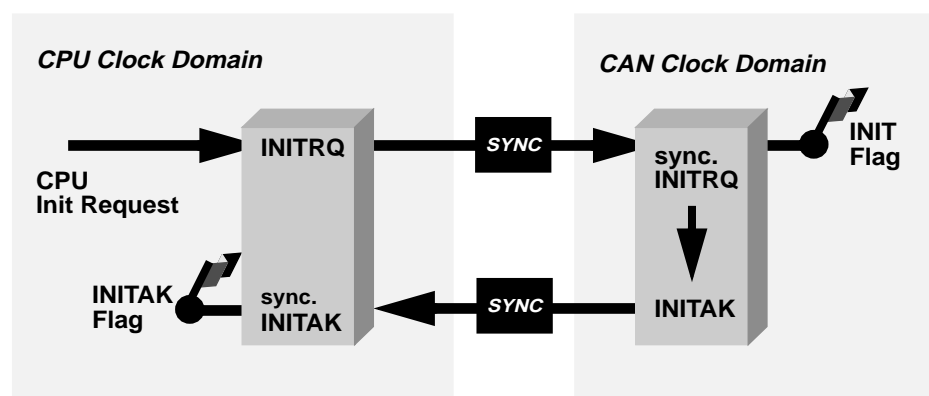 CPU Clock Domain
CAN Clock Domain
INITRQ
SYNC
sync.
INITRQ
INIT
Flag
CPU
Init Request
INITAK
Flag
sync.
INITAK
SYNC
INITAK